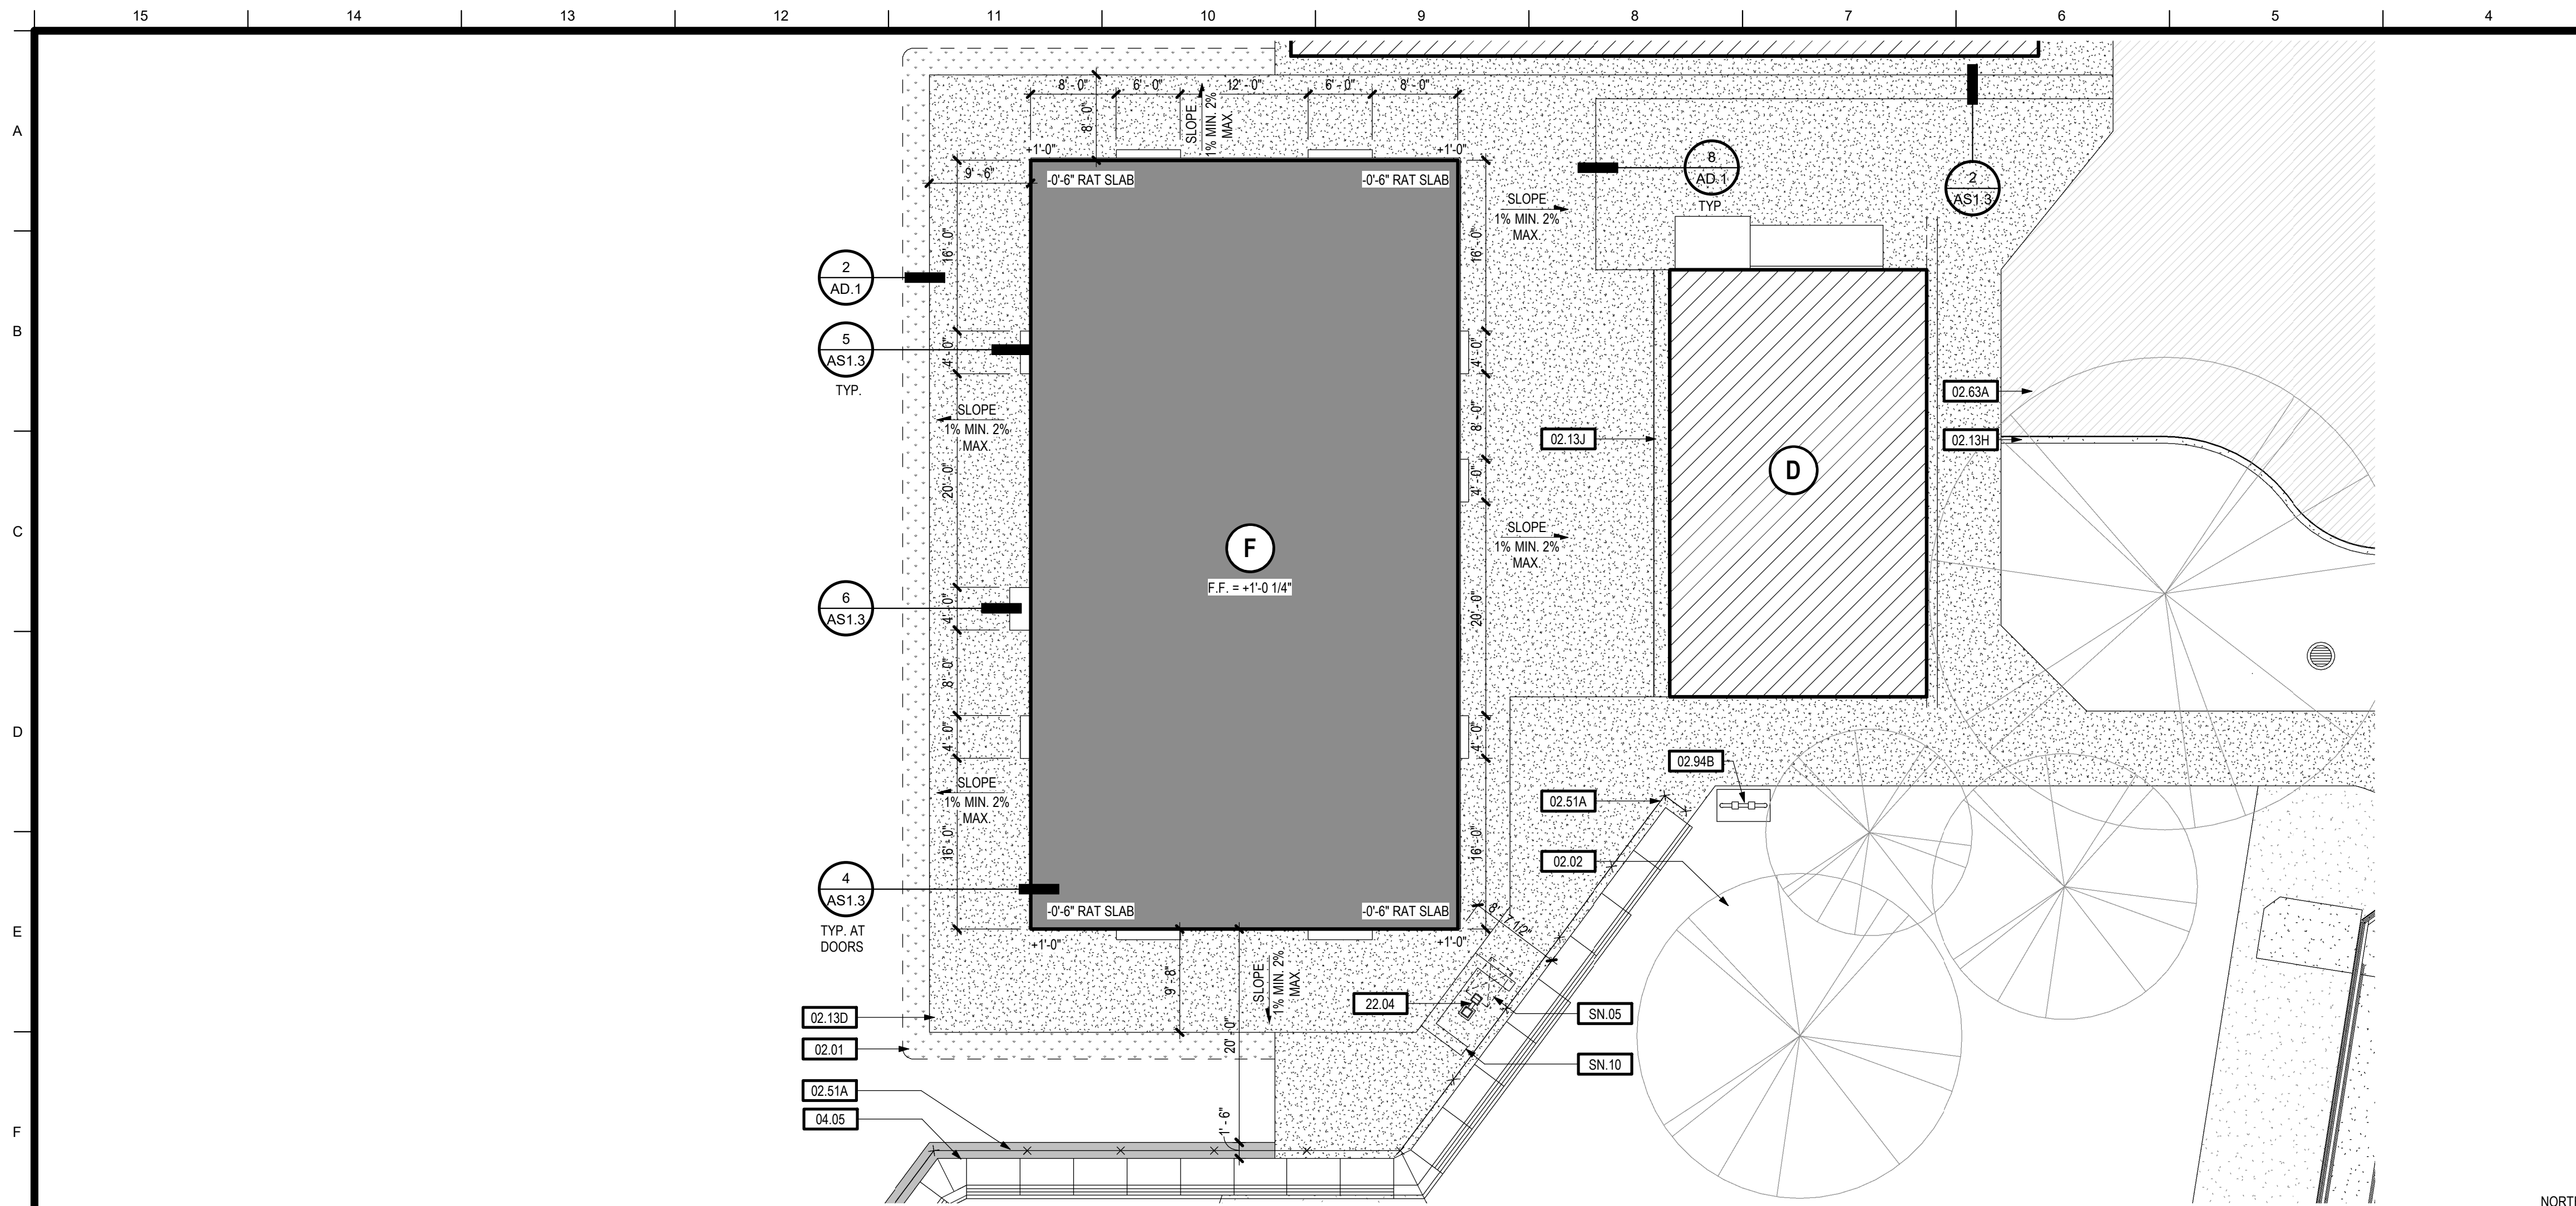 15 14 13 12 11 10 9 8 7 6 5 4
A
B
C
D
E
F
8' - 0" 6' - 0" 12' - 0" 6' - 0" 8' - 0"
8' - 0"
SLOPE
1% MIN. 2%
MAX.
+1'-0"
+1'-0"
9' - 6"
-0'-6" RAT SLAB
-0'-6" RAT SLAB
8
AD.1
TYP.
2
AS1.3
SLOPE
1% MIN. 2%
MAX.
16' - 0"
16' - 0"
2
AD.1
5
AS1.3
TYP.
4' - 0"
4' - 0"
02.63A
SLOPE
1% MIN. 2%
MAX.
8' - 0"
02.13J
02.13H
D
20' - 0"
4' - 0"
SLOPE
1% MIN. 2%
MAX.
F
F.F. = +1'-0 1/4"
6
AS1.3
4' - 0"
20' - 0"
8' - 0"
4' - 0"
4' - 0"
02.94B
SLOPE
1% MIN. 2%
MAX.
02.51A
16' - 0"
16' - 0"
02.02
4
AS1.3
TYP. AT
DOORS
-0'-6" RAT SLAB
-0'-6" RAT SLAB
+1'-0"
+1'-0"
8' - 7 1/2"
9' - 8"
SLOPE
1% MIN. 2%
MAX.
22.04
SN.05
02.13D
20' - 0"
02.01
SN.10
02.51A
04.05
1' - 6"